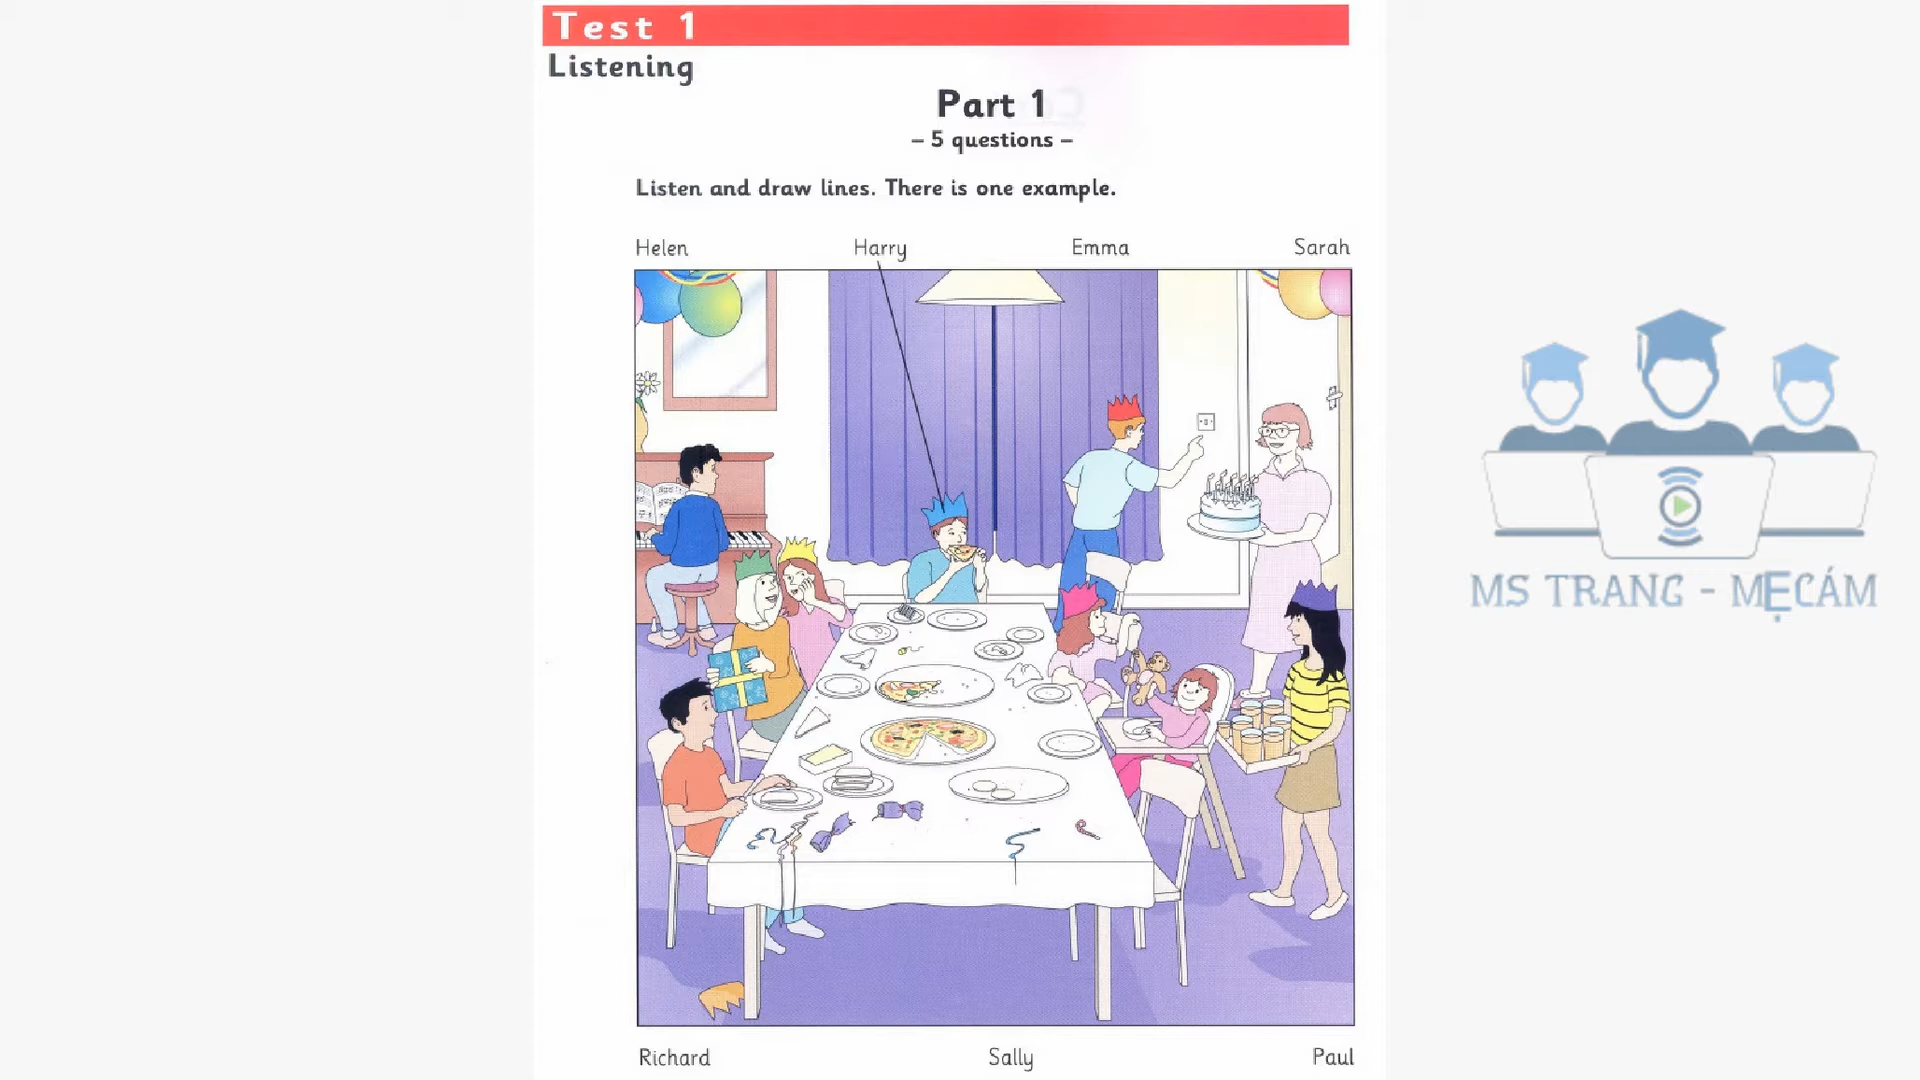 Test 1
Listening
Part 1
– 5 questions –
Listen and draw lines. There is one example.
Helen Harry Emma Sarah
MS TRANG - MẸCÁM
Richard Sally Paul